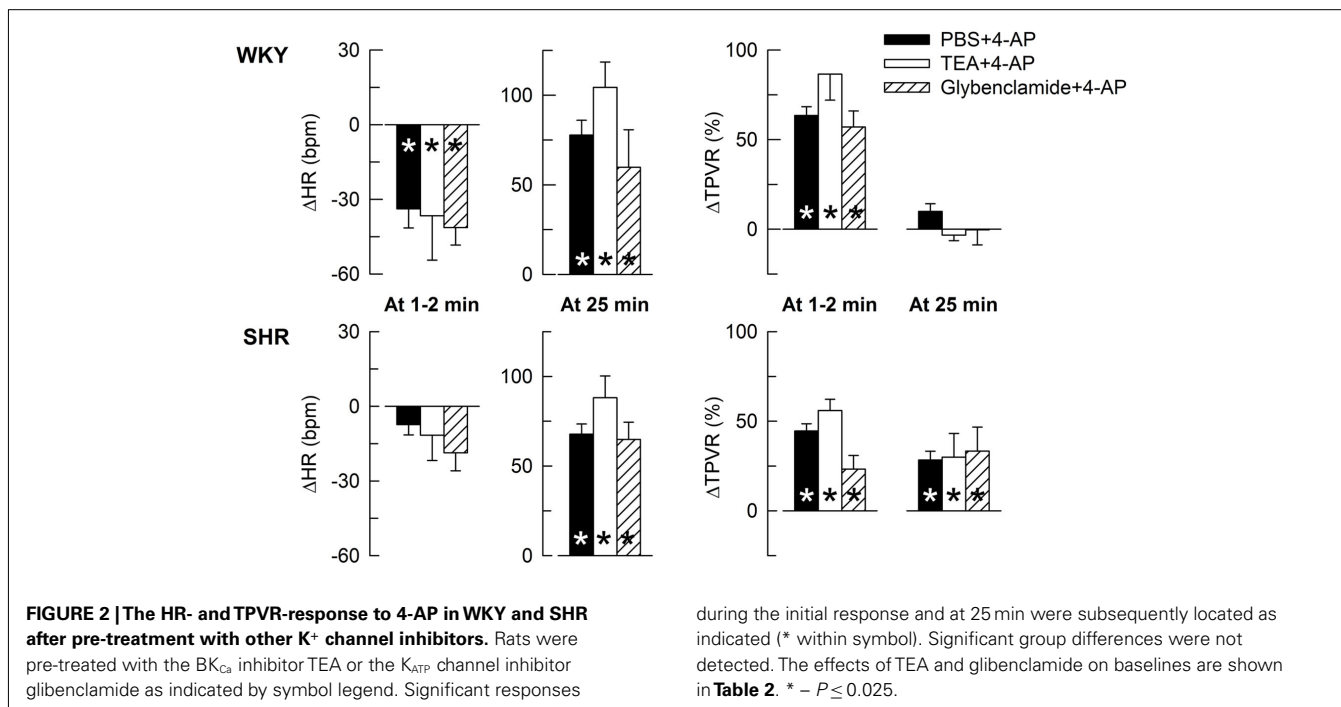 WKY
30
0
-30
-60
ΔHR (bpm)
* * *
At 1-2 min
100
50
0
* * *
At 25 min
100
50
0
ΔTPVR (%)
* * *
At 1-2 min
At 25 min
PBS+4-AP
TEA+4-AP
Glybenclamide+4-AP
SHR
30
0
-30
-60
ΔHR (bpm)
100
50
0
* * *
100
50
0
ΔTPVR (%)
* * *
* * *
FIGURE 2 | The HR- and TPVR-response to 4-AP in WKY and SHR
after pre-treatment with other K⁺ channel inhibitors. Rats were
pre-treated with the BK_Ca inhibitor TEA or the K_ATP channel inhibitor
glibenclamide as indicated by symbol legend. Significant responses
during the initial response and at 25 min were subsequently located as
indicated (* within symbol). Significant group differences were not
detected. The effects of TEA and glibenclamide on baselines are shown
in Table 2. * – P ≤ 0.025.